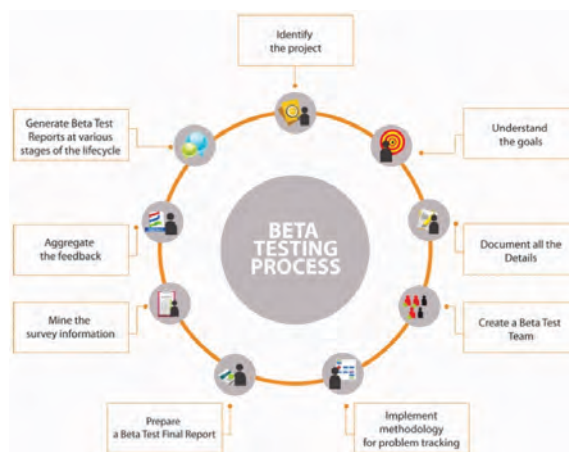 Identify
the project
Understand
the goals
Document all the
Details
Create a Beta Test
Team
Implement
methodology
for problem tracking
Prepare
a Beta Test Final Report
Mine the
survey information
Aggregate
the feedback
Generate Beta Test
Reports at various
stages of the lifecycle
BETA
TESTING
PROCESS